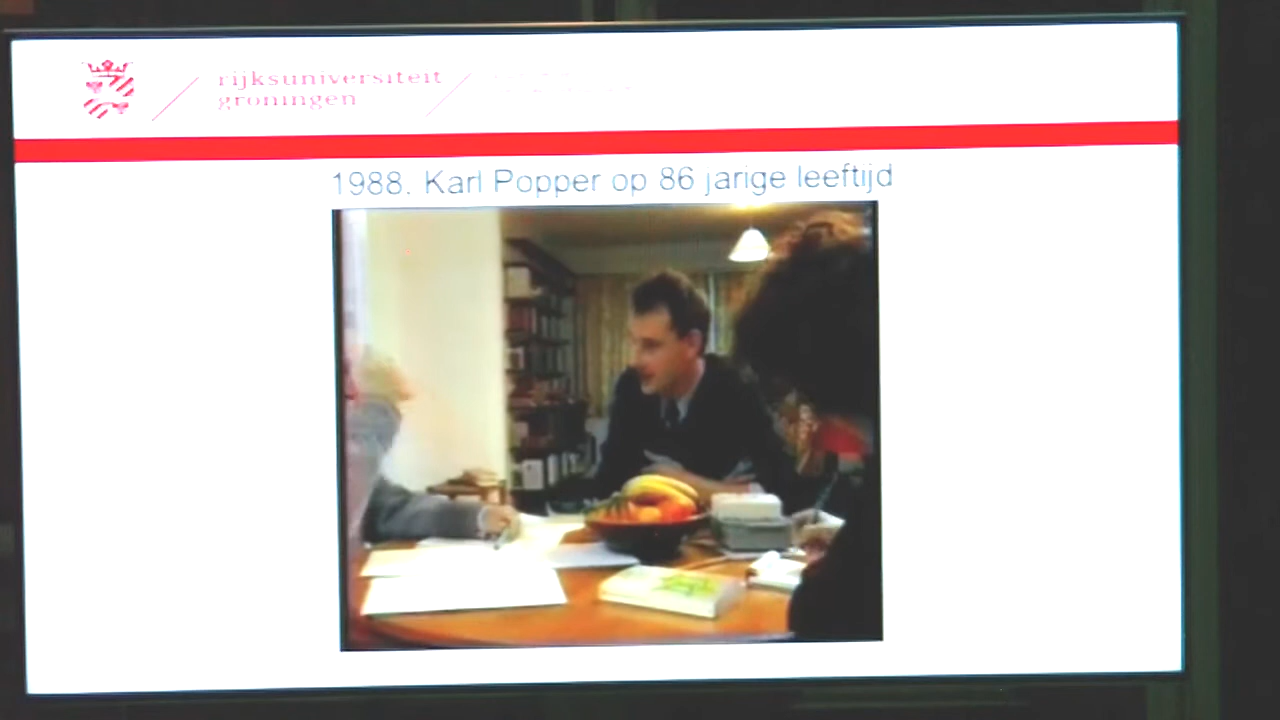 rijksuniversiteit
groningen
1988. Karl Popper op 86 jarige leeftijd